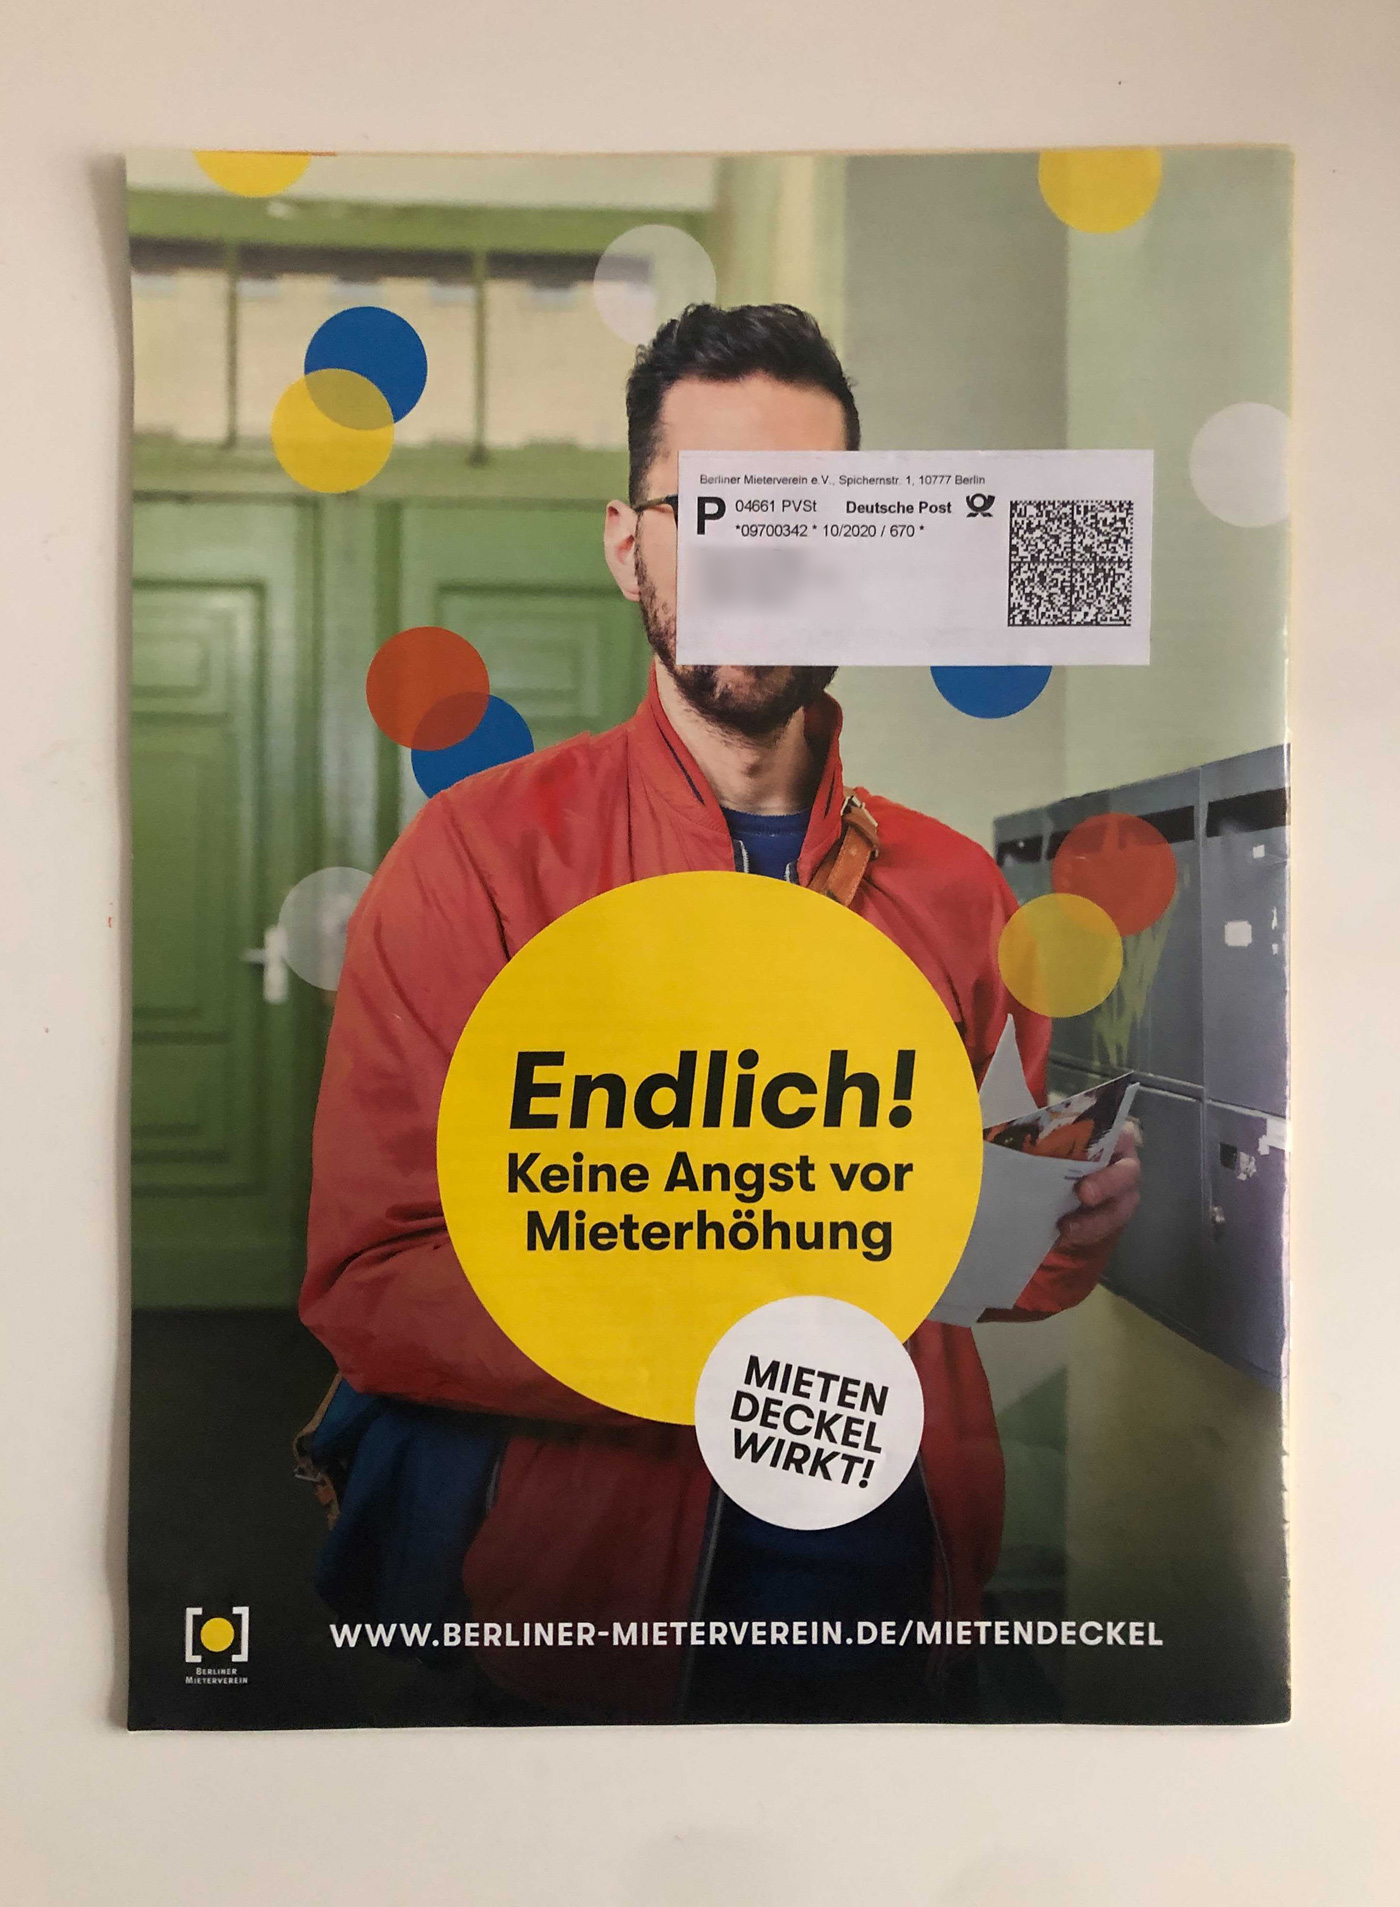 Berliner Mieterverein e.V., Spichernstr. 1, 10777 Berlin
P 04661 PVSt Deutsche Post
*09700342 * 10/2020 / 670 *
Endlich!
Keine Angst vor
Mieterhöhung
MIETEN
DECKEL
WIRKT!
WWW.BERLINER-MIETERVEREIN.DE/MIETENDECKEL
BERLINER
MIETERVEREIN